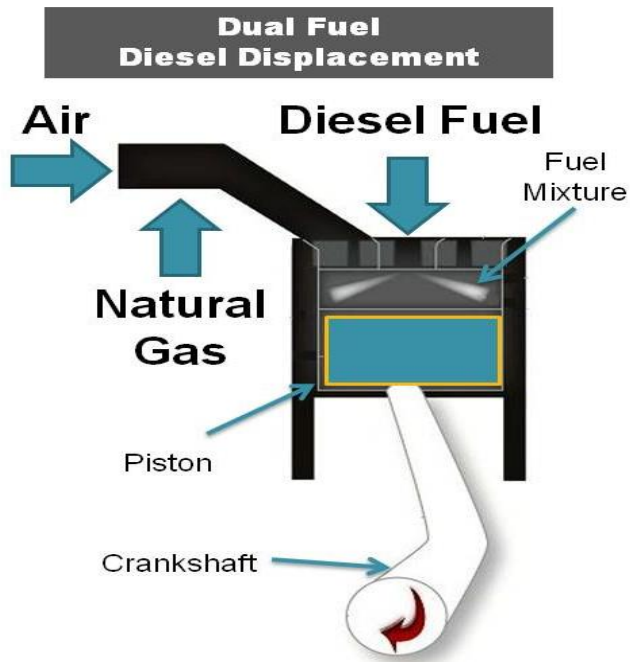 Dual Fuel
Diesel Displacement
Air
Diesel Fuel
Fuel
Mixture
Natural
Gas
Piston
Crankshaft